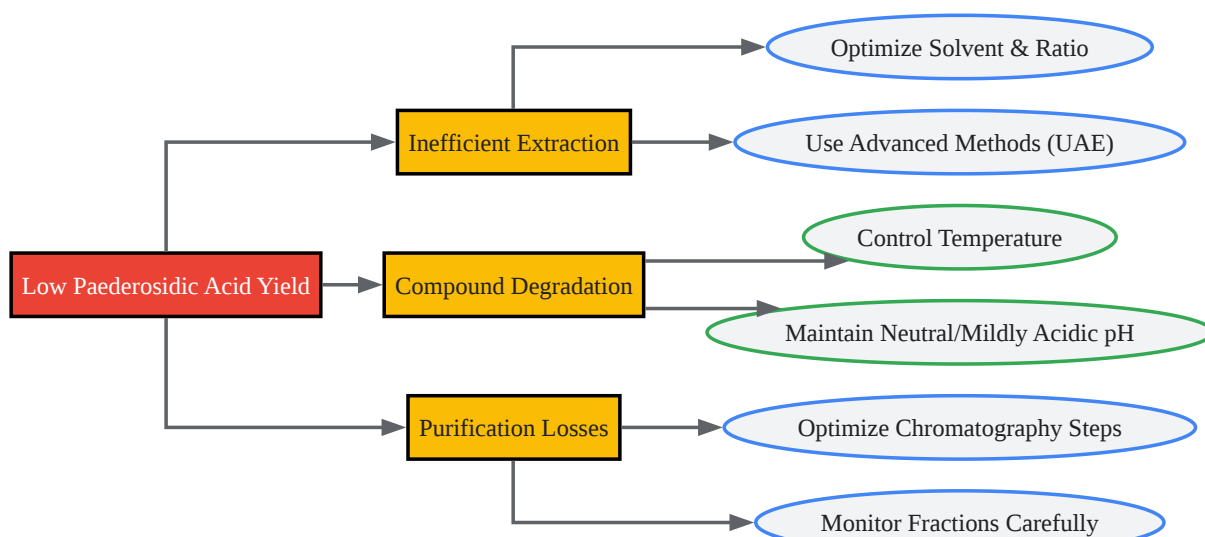 Optimize Solvent & Ratio
Inefficient Extraction
Use Advanced Methods (UAE)
Control Temperature
Low Paederosidic Acid Yield
Compound Degradation
Maintain Neutral/Mildly Acidic pH
Purification Losses
Optimize Chromatography Steps
Monitor Fractions Carefully